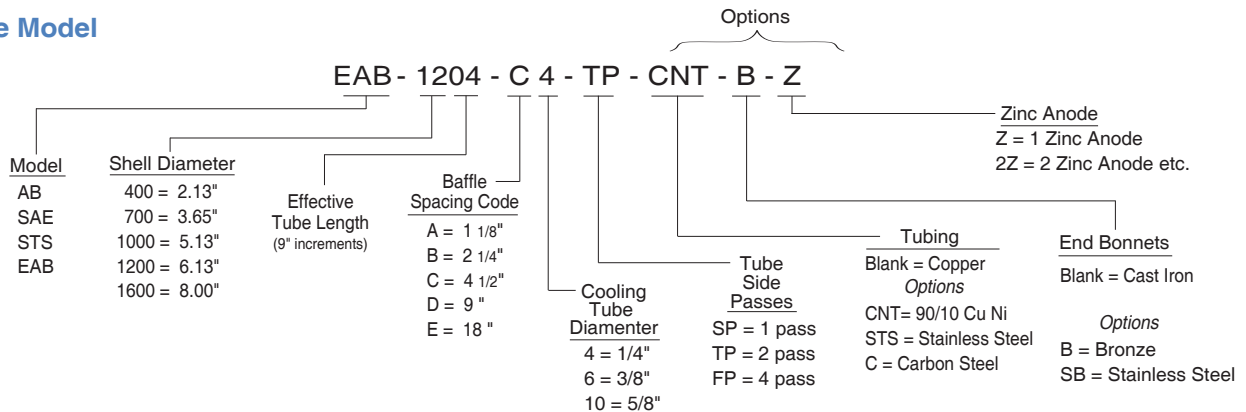 e Model
Options
EAB - 1204 - C 4 - TP - CNT - B - Z
Model
AB
SAE
STS
EAB
Shell Diameter
400 = 2.13"
700 = 3.65"
1000 = 5.13"
1200 = 6.13"
1600 = 8.00"
Effective
Tube Length
(9" increments)
Baffle
Spacing Code
A = 1 1/8"
B = 2 1/4"
C = 4 1/2"
D = 9 "
E = 18 "
Cooling
Tube
Diamenter
4 = 1/4"
6 = 3/8"
10 = 5/8"
Tube
Side
Passes
SP = 1 pass
TP = 2 pass
FP = 4 pass
Tubing
Blank = Copper
Options
CNT= 90/10 Cu Ni
STS = Stainless Steel
C = Carbon Steel
End Bonnets
Blank = Cast Iron
Options
B = Bronze
SB = Stainless Steel
Zinc Anode
Z = 1 Zinc Anode
2Z = 2 Zinc Anode etc.